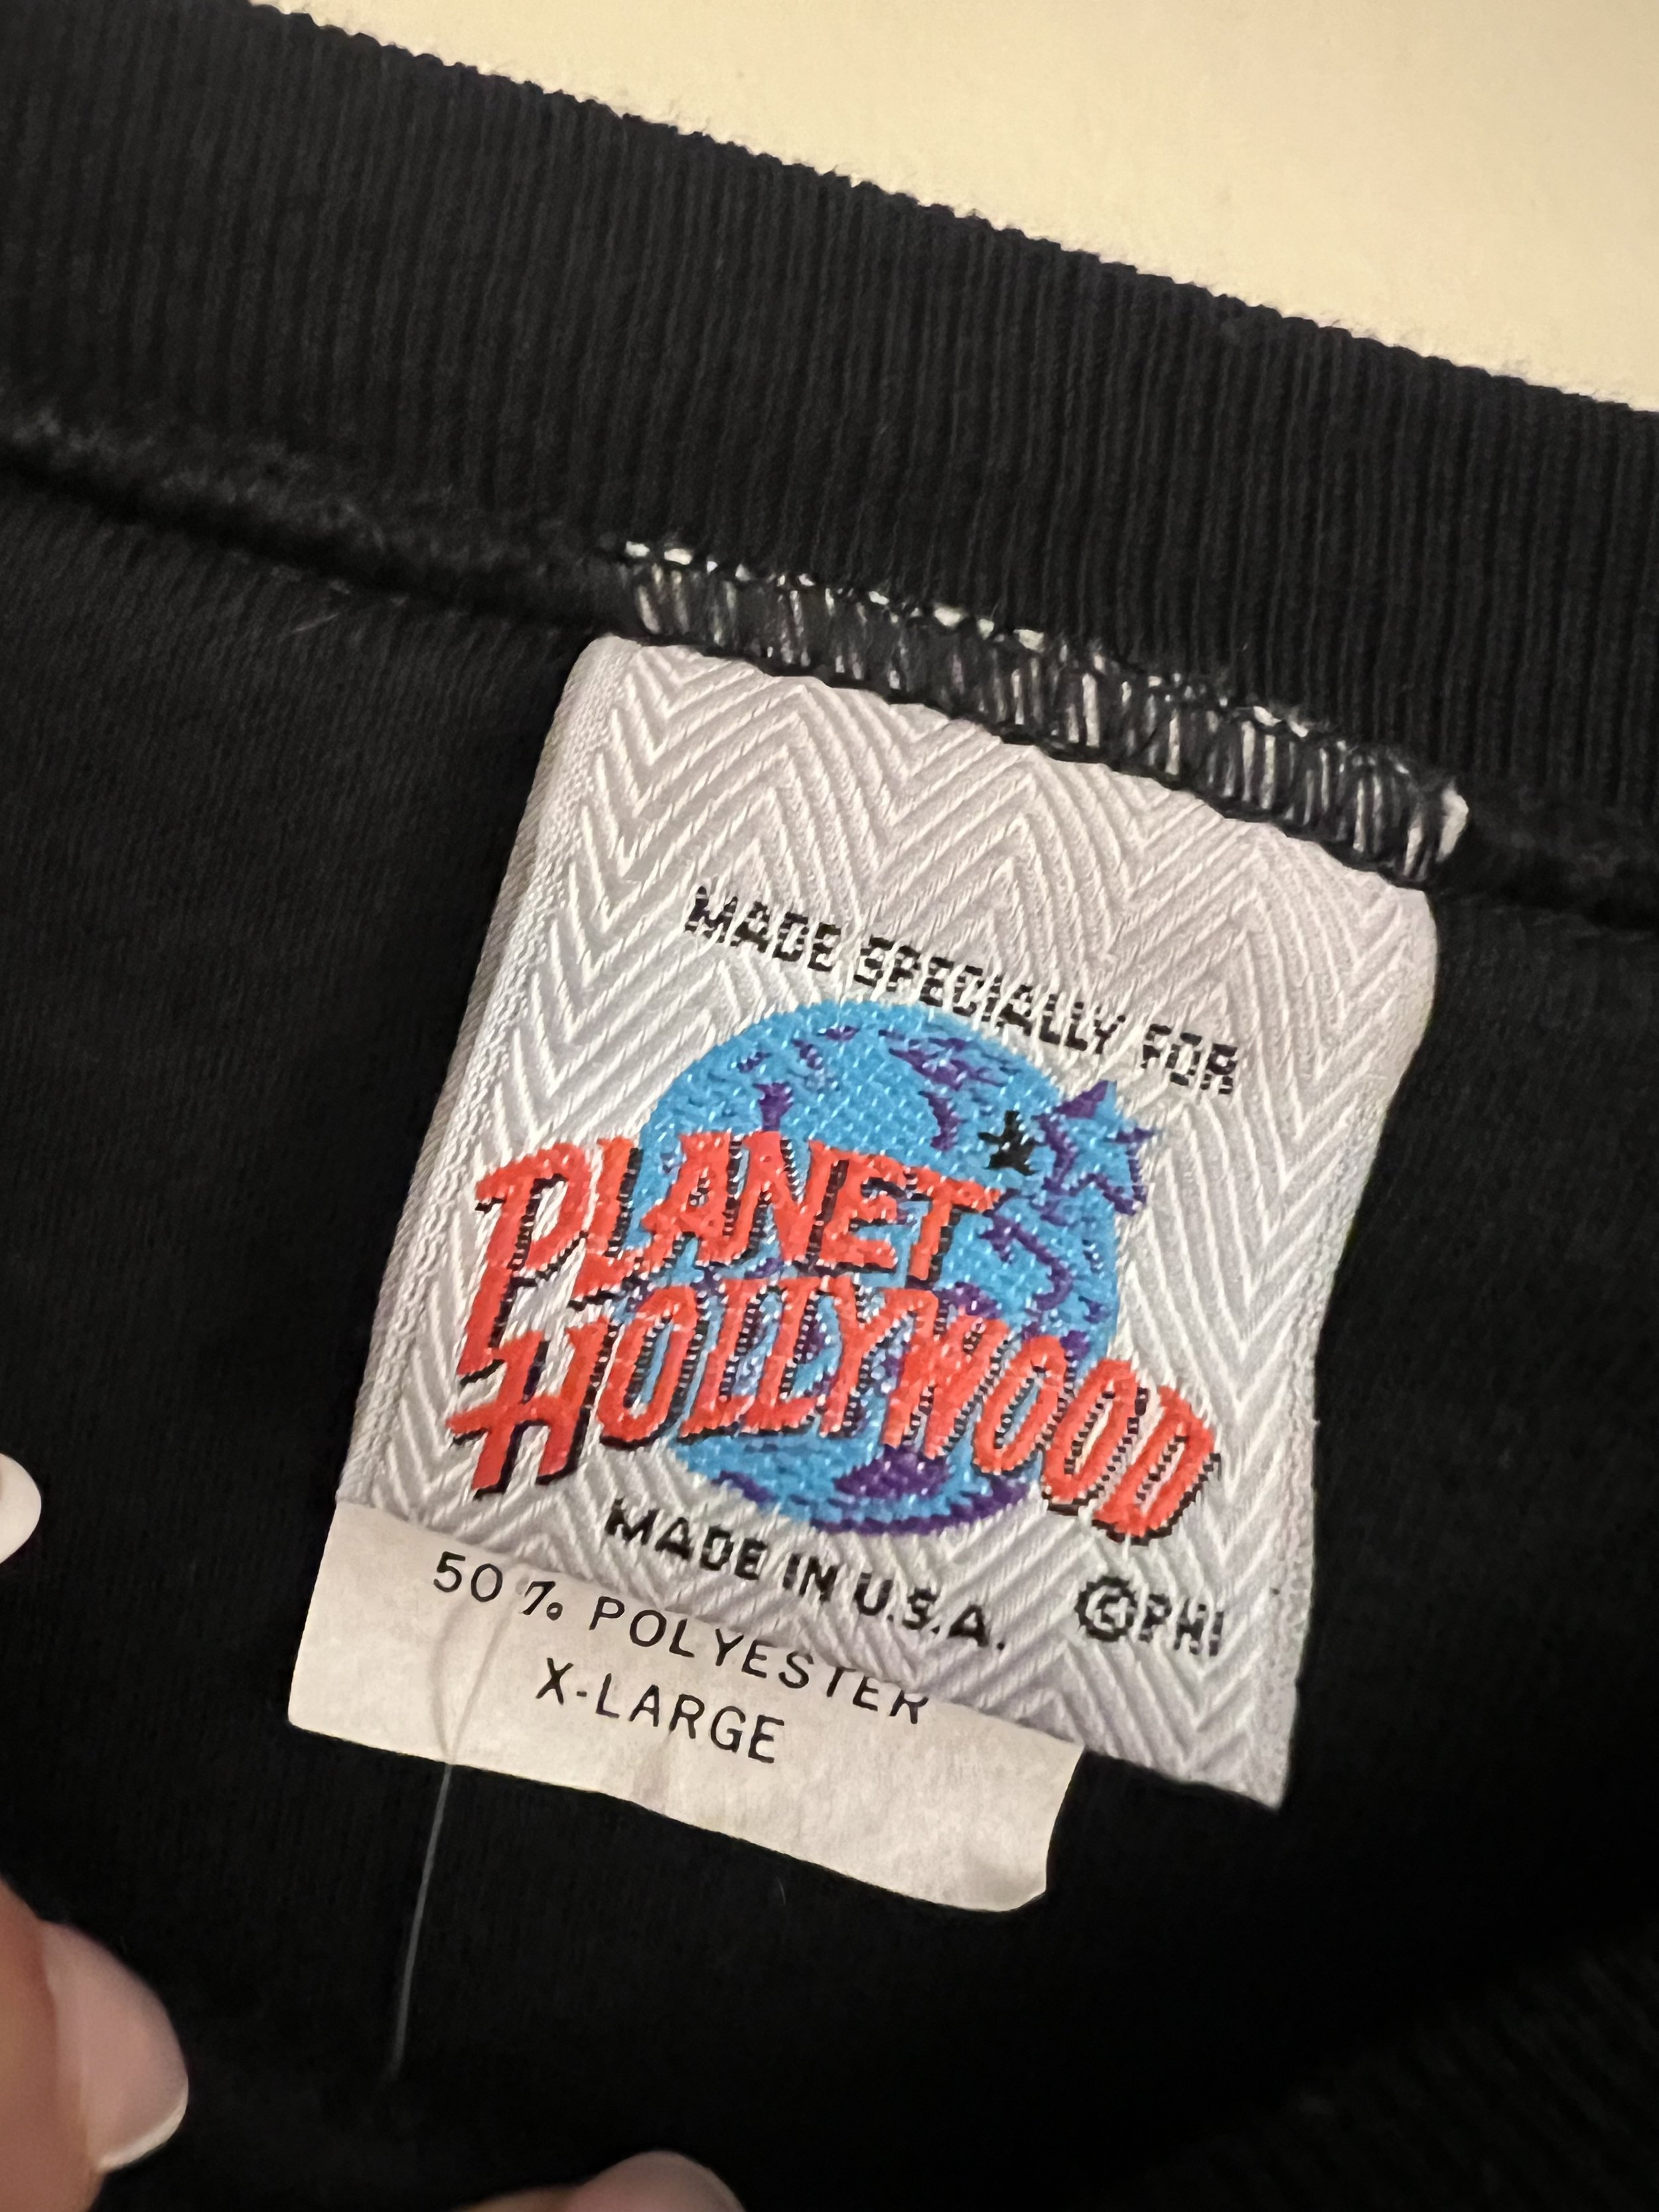 MADE SPECIALLY FOR
PLANET
HOLLYWOOD
MADE IN U.S.A. ©PHI
50% POLYESTER
X-LARGE